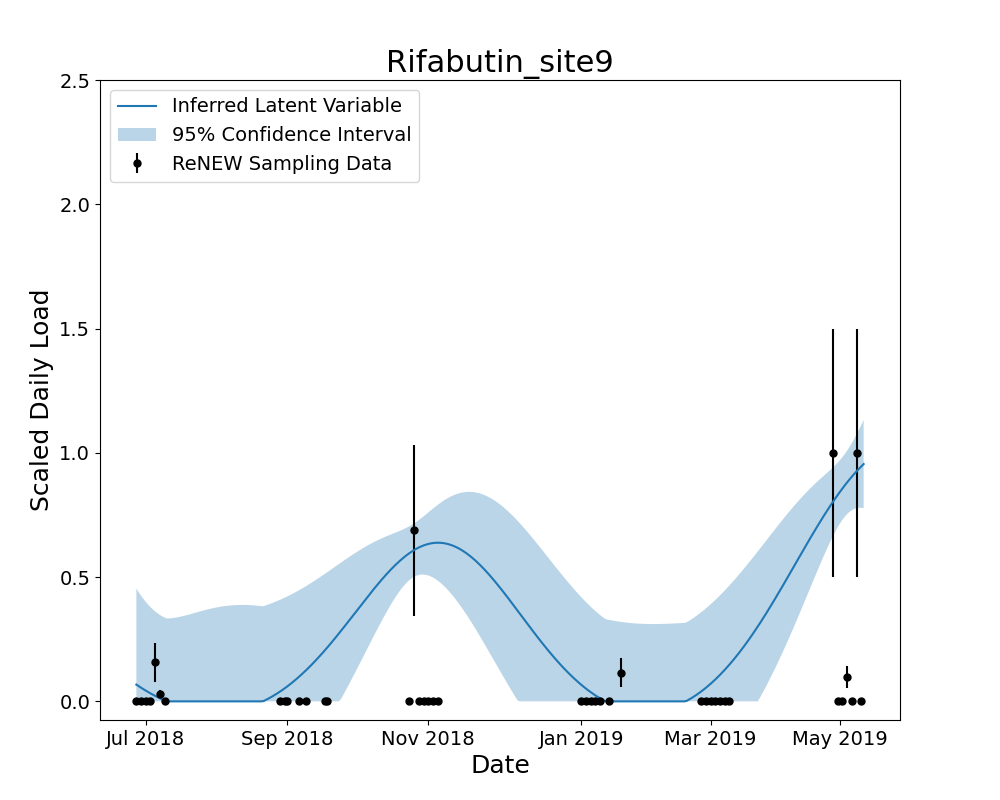 Rifabutin_site9
2.5
2.0
1.5
1.0
0.5
0.0
Scaled Daily Load
Inferred Latent Variable
95% Confidence Interval
ReNEW Sampling Data
Jul 2018 Sep 2018 Nov 2018 Jan 2019 Mar 2019 May 2019
Date